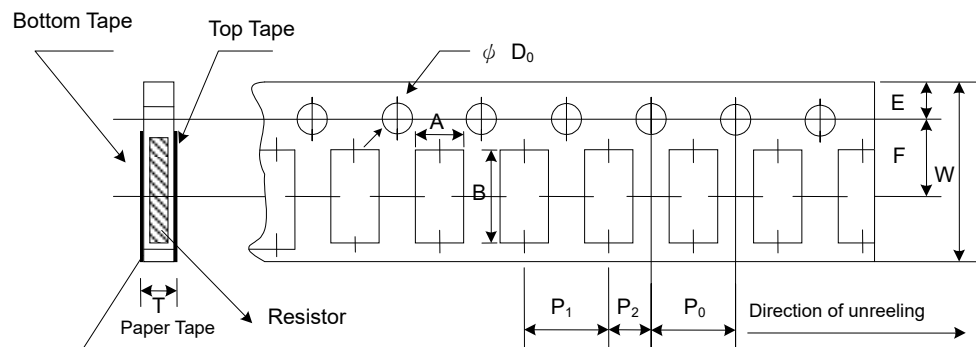 Bottom Tape
Top Tape
ψ D₀
E
A
F
B
W
T
Paper Tape
Resistor
P₁
P₂
P₀
Direction of unreeling